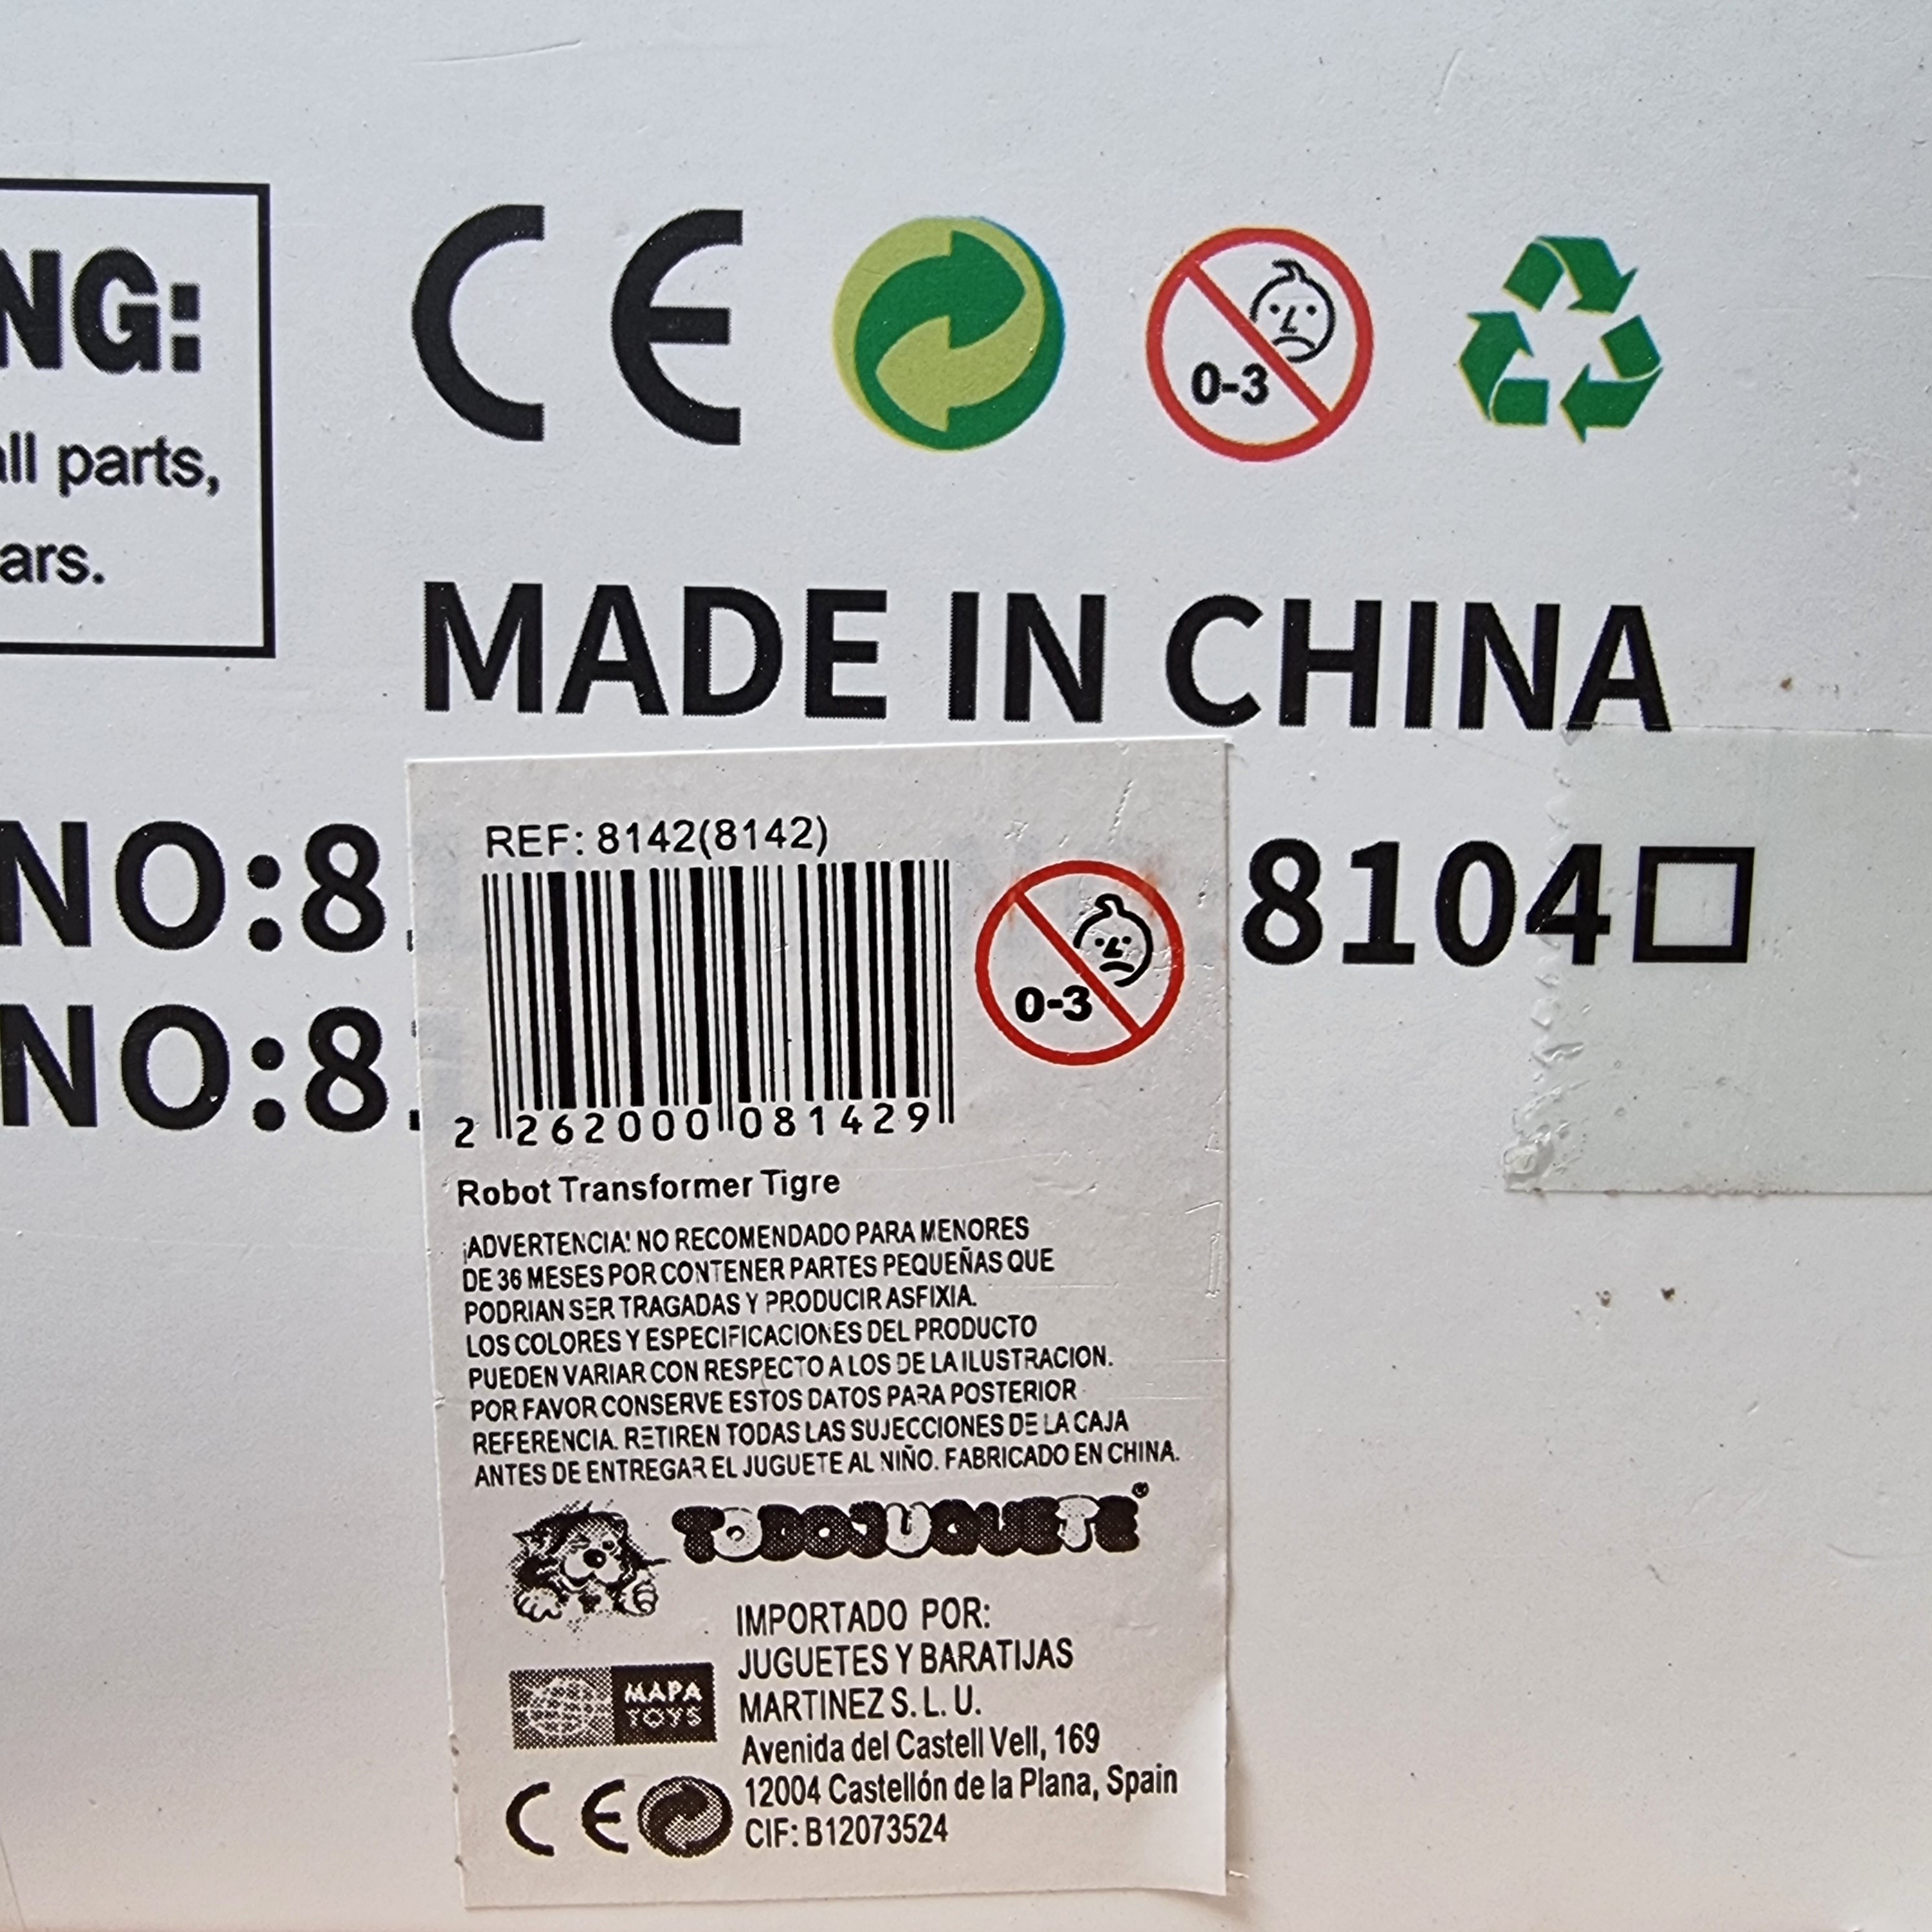 NG:
all parts,
ars.
CE
0-3
MADE IN CHINA
NO:8
8104
NO:8
REF: 8142(8142)
0-3
2 262000 081429
Robot Transformer Tigre
¡ADVERTENCIA! NO RECOMENDADO PARA MENORES
DE 36 MESES POR CONTENER PARTES PEQUEÑAS QUE
PODRIAN SER TRAGADAS Y PRODUCIR ASFIXIA.
LOS COLORES Y ESPECIFICACIONES DEL PRODUCTO
PUEDEN VARIAR CON RESPECTO A LOS DE LA ILUSTRACION.
POR FAVOR CONSERVE ESTOS DATOS PARA POSTERIOR
REFERENCIA. RETIREN TODAS LAS SUJECCIONES DE LA CAJA
ANTES DE ENTREGAR EL JUGUETE AL NIÑO. FABRICADO EN CHINA.
TODOJUGUETE®
IMPORTADO POR:
JUGUETES Y BARATIJAS
MARTINEZ S. L. U.
MAPA
TOYS
Avenida del Castell Vell, 169
12004 Castellón de la Plana, Spain
CIF: B12073524
CE